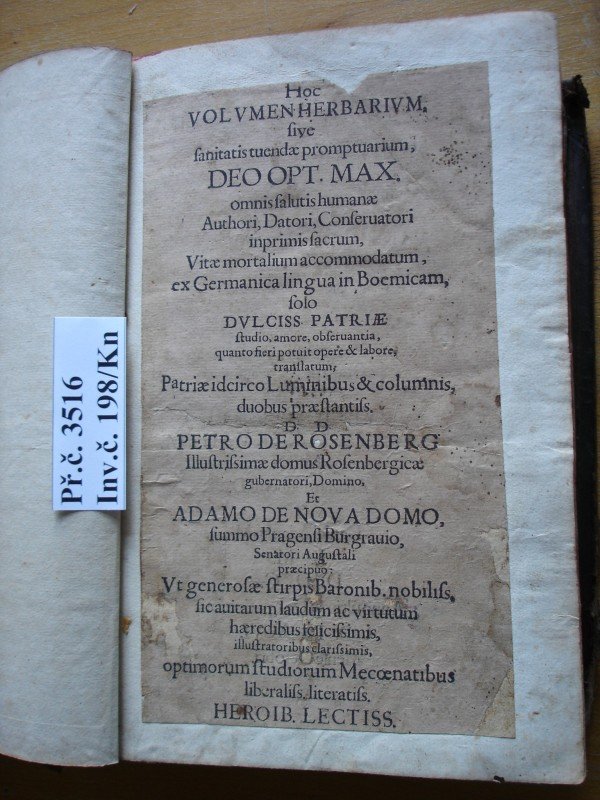 Hoc
VOLVMEN HERBARIVM,
sive
sanitatis tuendæ promptuarium,
DEO OPT. MAX.
omnis salutis humanæ
Authori, Datori, Conseruatori
inprimis sacrum,
Vitæ mortalium accommodatum,
ex Germanica lingua in Boemicam,
solo
DVLCISS PATRIÆ
studio, amore, obseruantia,
quanto fieri potuit opere & labore,
translatum,
Patriæ idcirco Luminibus & columnis,
duobus præstantiss.
D. D
PETRO DE ROSENBERG
Illustrissimæ domus Rosenbergicæ
gubernatori, Domino,
Et
ADAMO DE NOVA DOMO,
summo Pragensi Burgrauio,
Senatori Augustali
præcipuo:
Vt generosæ stirpis Baronib. nobiliss,
sic auitarum laudum ac virtutum
hæredibus felicissimis,
illustratoribus clarissimis,
optimorum studiorum Mecœnatibus
liberaliss. literatiss.
HEROIB. LECTISS.
Př.č. 3516
Inv.č. 198/Kn